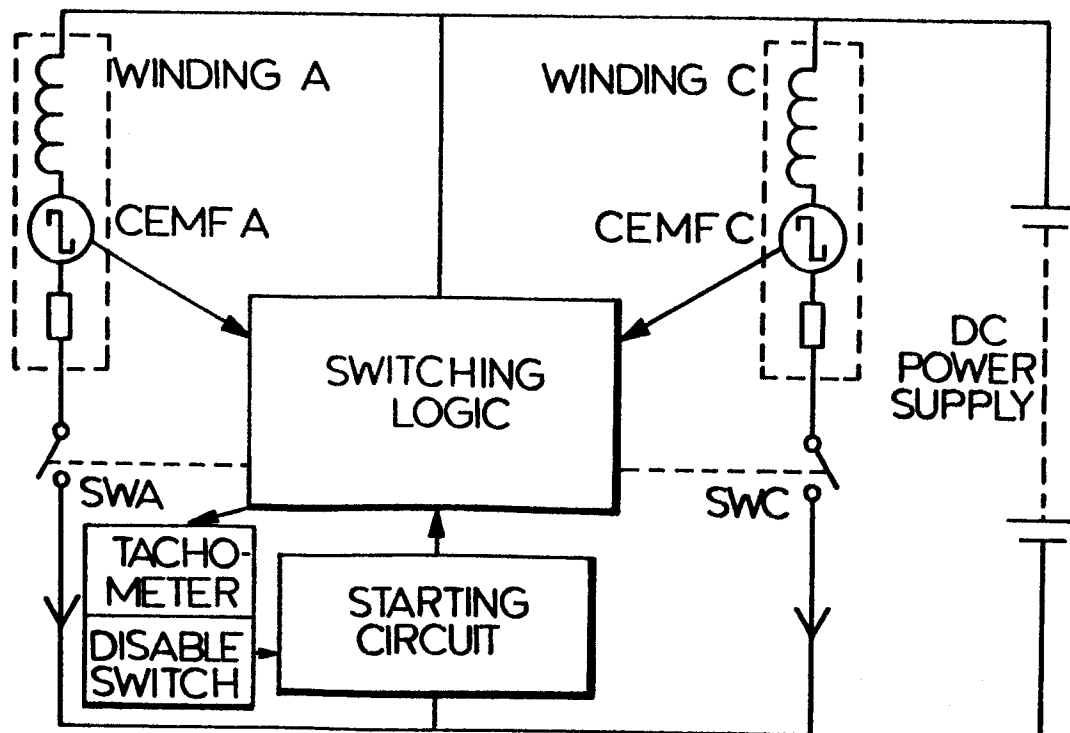 WINDING A
WINDING C
CEMF A
CEMF C
SWITCHING
LOGIC
DC
POWER
SUPPLY
SWA
SWC
TACHO-
METER
DISABLE
SWITCH
STARTING
CIRCUIT